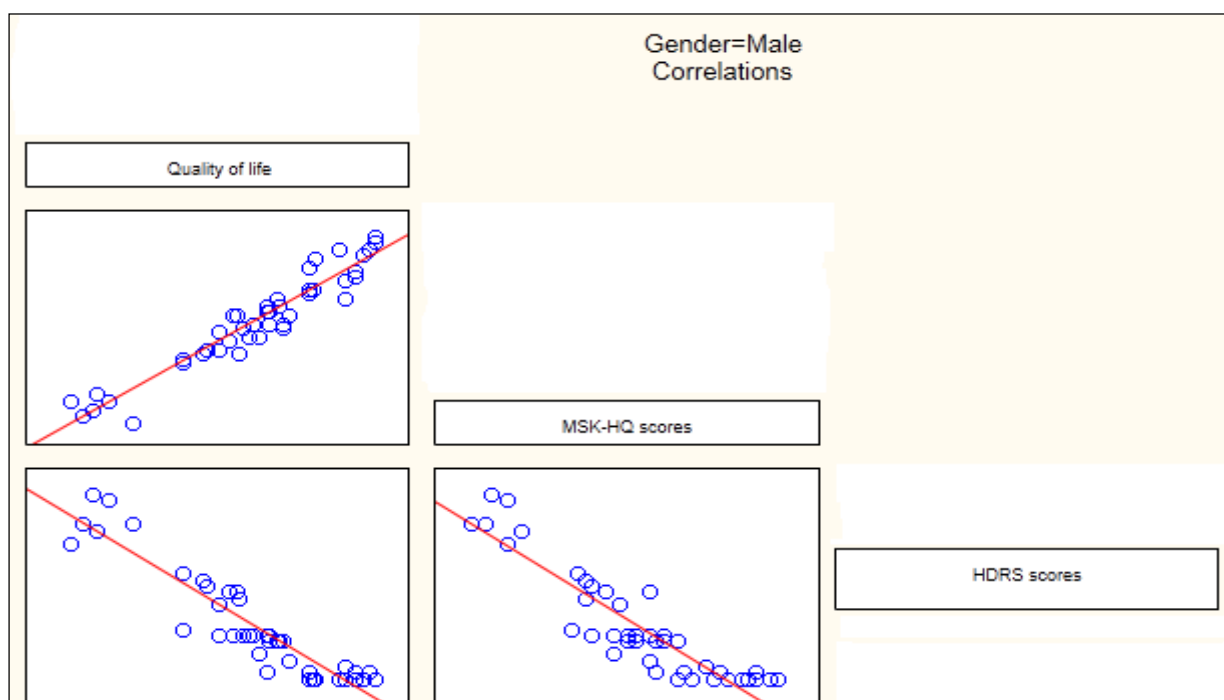 Gender=Male
Correlations
Quality of life
MSK-HQ scores
HDRS scores